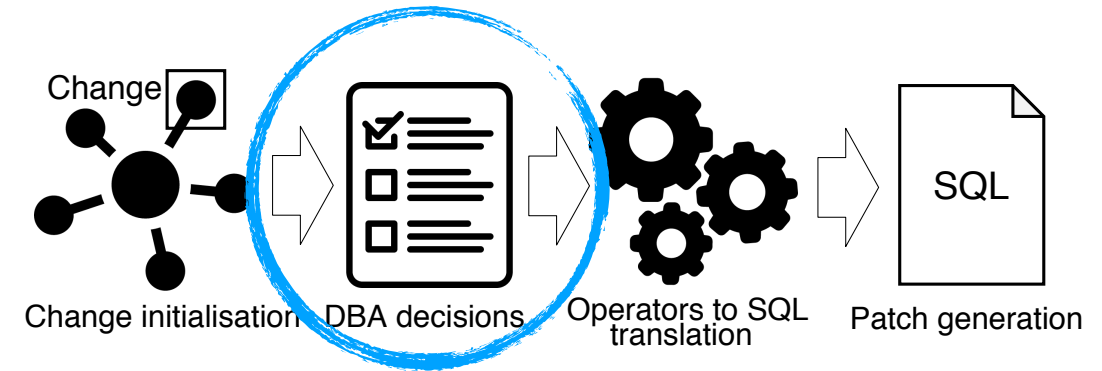 Change
SQL
Change initialisation
DBA decisions
Operators to SQL
translation
Patch generation